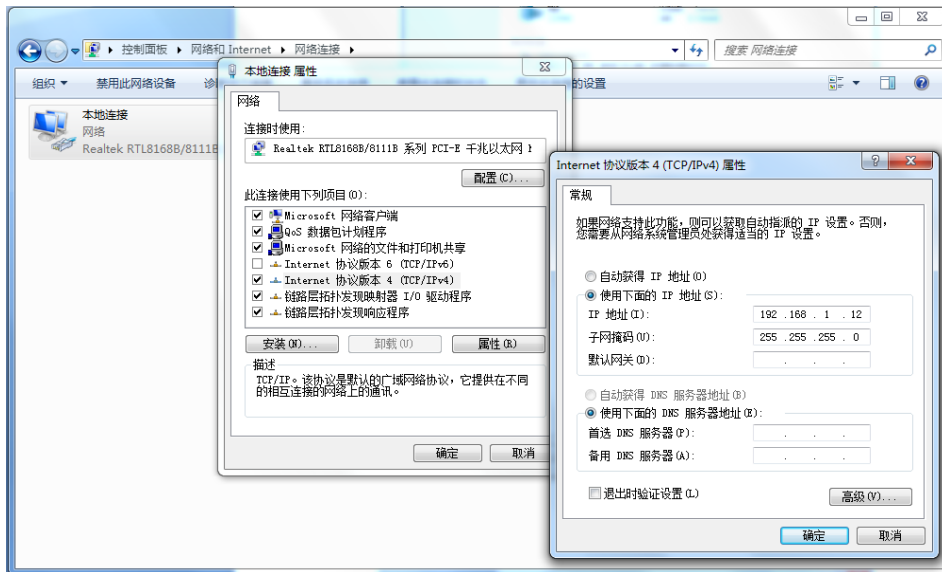 控制面板 网络和 Internet 网络连接
搜索 网络连接
组织 禁用此网络设备
的设置
本地连接
网络
Realtek RTL8168B/8111B
本地连接 属性
网络
连接时使用:
Realtek RTL8168B/8111B 系列 PCI-E 千兆以太网
配置(C)...
此连接使用下列项目(O):
Microsoft 网络客户端
QoS 数据包计划程序
Microsoft 网络的文件和打印机共享
Internet 协议版本 6 (TCP/IPv6)
Internet 协议版本 4 (TCP/IPv4)
链路层拓扑发现映射器 I/O 驱动程序
链路层拓扑发现响应程序
安装(N)... 卸载(U) 属性(R)
描述
TCP/IP。该协议是默认的广域网络协议，它提供在不同
的相互连接的网络上的通讯。
确定 取消
Internet 协议版本 4 (TCP/IPv4) 属性
常规
如果网络支持此功能，则可以获取自动指派的 IP 设置。否则，
您需要从网络系统管理员处获得适当的 IP 设置。
自动获得 IP 地址(O)
使用下面的 IP 地址(S):
IP 地址(I): 192 .168 . 1 . 12
子网掩码(U): 255 .255 .255 . 0
默认网关(D): . . .
自动获得 DNS 服务器地址(B)
使用下面的 DNS 服务器地址(E):
首选 DNS 服务器(P): . . .
备用 DNS 服务器(A): . . .
退出时验证设置(L)
高级(V)...
确定 取消